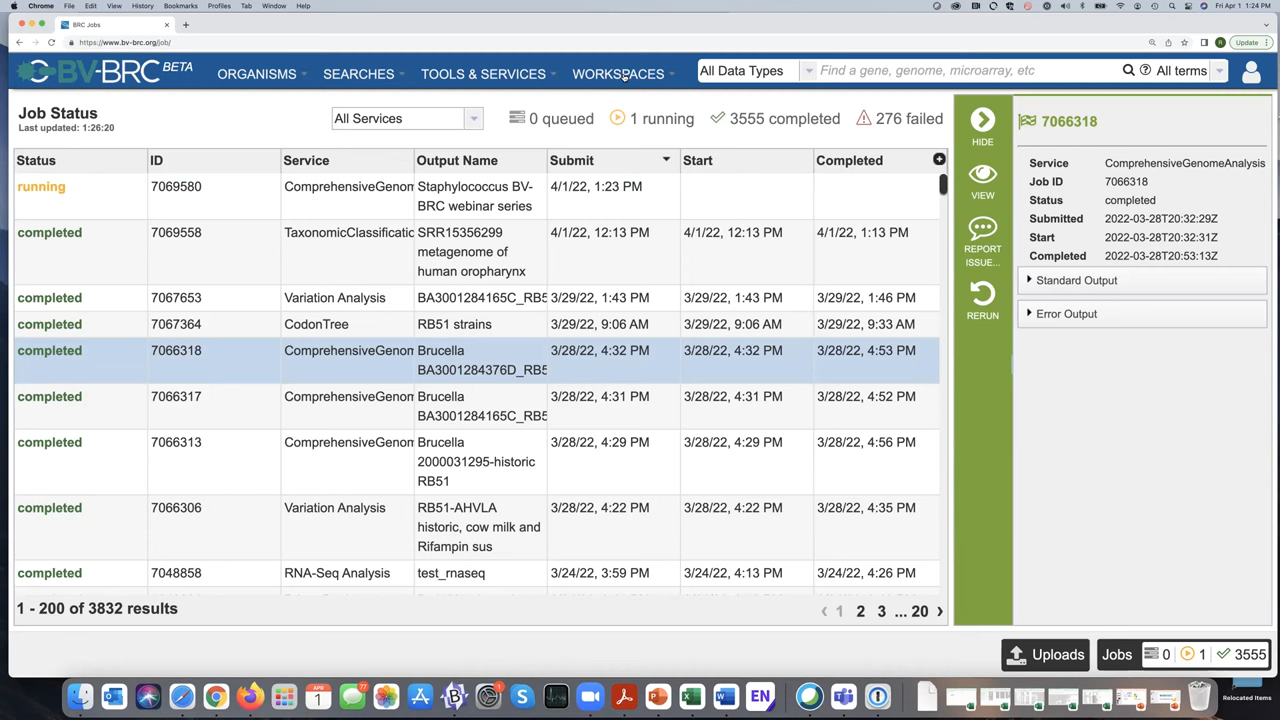 Chrome File Edit View History Bookmarks Profiles Tab Window Help
Fri Apr 1 1:24 PM
BRC Jobs
https://www.bv-brc.org/job/
Update
BV-BRC BETA
ORGANISMS SEARCHES TOOLS & SERVICES WORKSPACES
All Data Types Find a gene, genome, microarray, etc All terms
Job Status
Last updated: 1:26:20
All Services 0 queued 1 running 3555 completed 276 failed
Status ID Service Output Name Submit Start Completed
running 7069580 ComprehensiveGenom Staphylococcus BV- 4/1/22, 1:23 PM
BRC webinar series
completed 7069558 TaxonomicClassificatio SRR15356299 4/1/22, 12:13 PM 4/1/22, 12:13 PM 4/1/22, 1:13 PM
metagenome of
human oropharynx
completed 7067653 Variation Analysis BA3001284165C_RB5 3/29/22, 1:43 PM 3/29/22, 1:43 PM 3/29/22, 1:46 PM
completed 7067364 CodonTree RB51 strains 3/29/22, 9:06 AM 3/29/22, 9:06 AM 3/29/22, 9:33 AM
completed 7066318 ComprehensiveGenom Brucella 3/28/22, 4:32 PM 3/28/22, 4:32 PM 3/28/22, 4:53 PM
BA3001284376D_RB5
completed 7066317 ComprehensiveGenom Brucella 3/28/22, 4:31 PM 3/28/22, 4:31 PM 3/28/22, 4:52 PM
BA3001284165C_RB5
completed 7066313 ComprehensiveGenom Brucella 3/28/22, 4:29 PM 3/28/22, 4:29 PM 3/28/22, 4:56 PM
2000031295-historic
RB51
completed 7066306 Variation Analysis RB51-AHVLA 3/28/22, 4:22 PM 3/28/22, 4:22 PM 3/28/22, 4:35 PM
historic, cow milk and
Rifampin sus
completed 7048858 RNA-Seq Analysis test_rnaseq 3/24/22, 3:59 PM 3/24/22, 4:13 PM 3/24/22, 4:26 PM
1 - 200 of 3832 results
‹ 1 2 3 ... 20 ›
HIDE
VIEW
REPORT
ISSUE...
RERUN
7066318
Service ComprehensiveGenomeAnalysis
Job ID 7066318
Status completed
Submitted 2022-03-28T20:32:29Z
Start 2022-03-28T20:32:31Z
Completed 2022-03-28T20:53:13Z
Standard Output
Error Output
Uploads Jobs 0 1 3555
Relocated Items